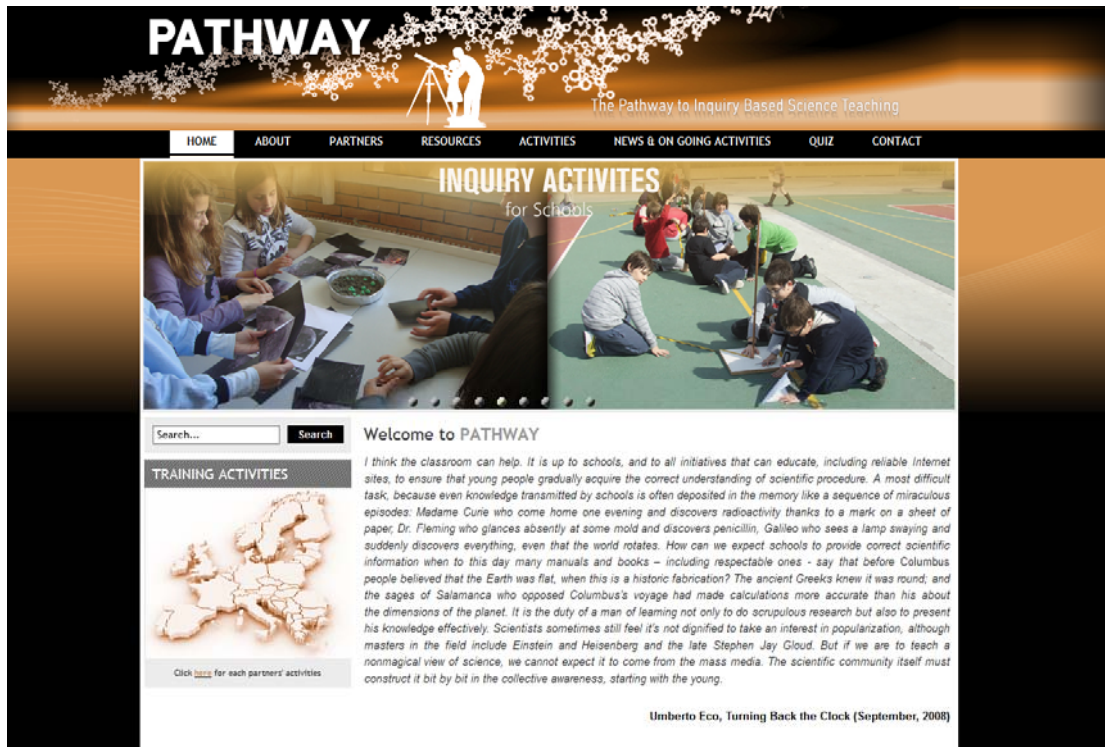 PATHWAY
The Pathway to Inquiry Based Science Teaching
HOME ABOUT PARTNERS RESOURCES ACTIVITIES NEWS & ON GOING ACTIVITIES QUIZ CONTACT
INQUIRY ACTIVITES
for Schools
Search... Search
TRAINING ACTIVITIES
Click here for each partners' activities
Welcome to PATHWAY
I think the classroom can help. It is up to schools, and to all initiatives that can educate, including reliable Internet
sites, to ensure that young people gradually acquire the correct understanding of scientific procedure. A most difficult
task, because even knowledge transmitted by schools is often deposited in the memory like a sequence of miraculous
episodes: Madame Curie who come home one evening and discovers radioactivity thanks to a mark on a sheet of
paper, Dr. Fleming who glances absently at some mold and discovers penicillin, Galileo who sees a lamp swaying and
suddenly discovers everything, even that the world rotates. How can we expect schools to provide correct scientific
information when to this day many manuals and books – including respectable ones - say that before Columbus
people believed that the Earth was flat, when this is a historic fabrication? The ancient Greeks knew it was round; and
the sages of Salamanca who opposed Columbus's voyage had made calculations more accurate than his about
the dimensions of the planet. It is the duty of a man of learning not only to do scrupulous research but also to present
his knowledge effectively. Scientists sometimes still feel it's not dignified to take an interest in popularization, although
masters in the field include Einstein and Heisenberg and the late Stephen Jay Gloud. But if we are to teach a
nonmagical view of science, we cannot expect it to come from the mass media. The scientific community itself must
construct it bit by bit in the collective awareness, starting with the young.
Umberto Eco, Turning Back the Clock (September, 2008)